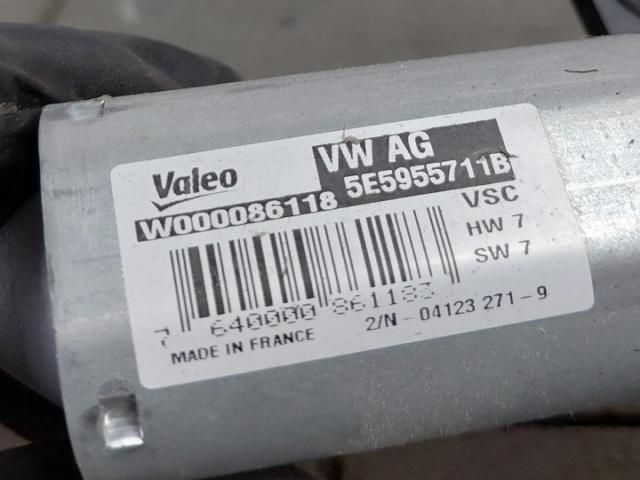 Valeo
VW AG
W000086118
5E5955711B
VSC
HW 7
SW 7
640000 861183
2/N - 04123 271-9
MADE IN FRANCE